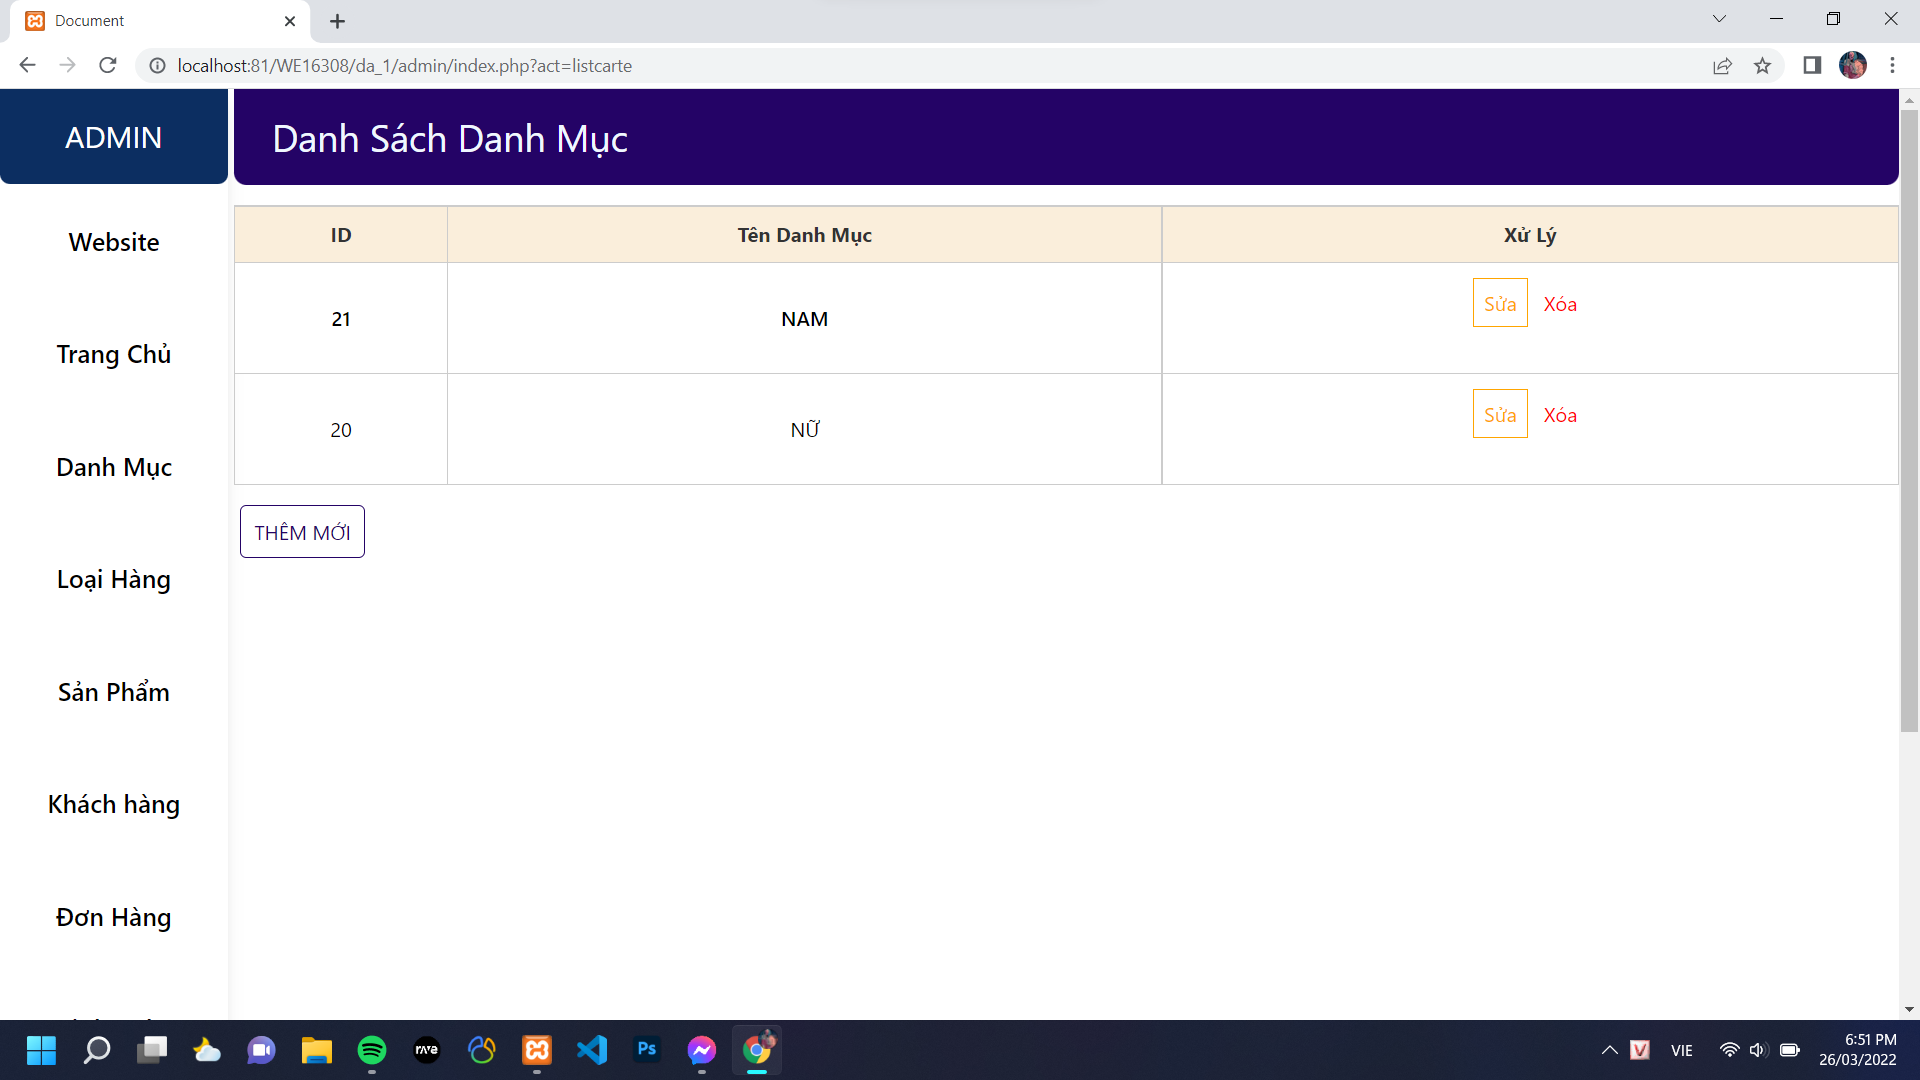 Document
localhost:81/WE16308/da_1/admin/index.php?act=listcarte
ADMIN
Danh Sách Danh Mục
Website
Trang Chủ
Danh Mục
Loại Hàng
Sản Phẩm
Khách hàng
Đơn Hàng
ID Tên Danh Mục Xử Lý
21 NAM Sửa Xóa
20 NỮ Sửa Xóa
THÊM MỚI
rave
Ps
V
VIE
6:51 PM
26/03/2022